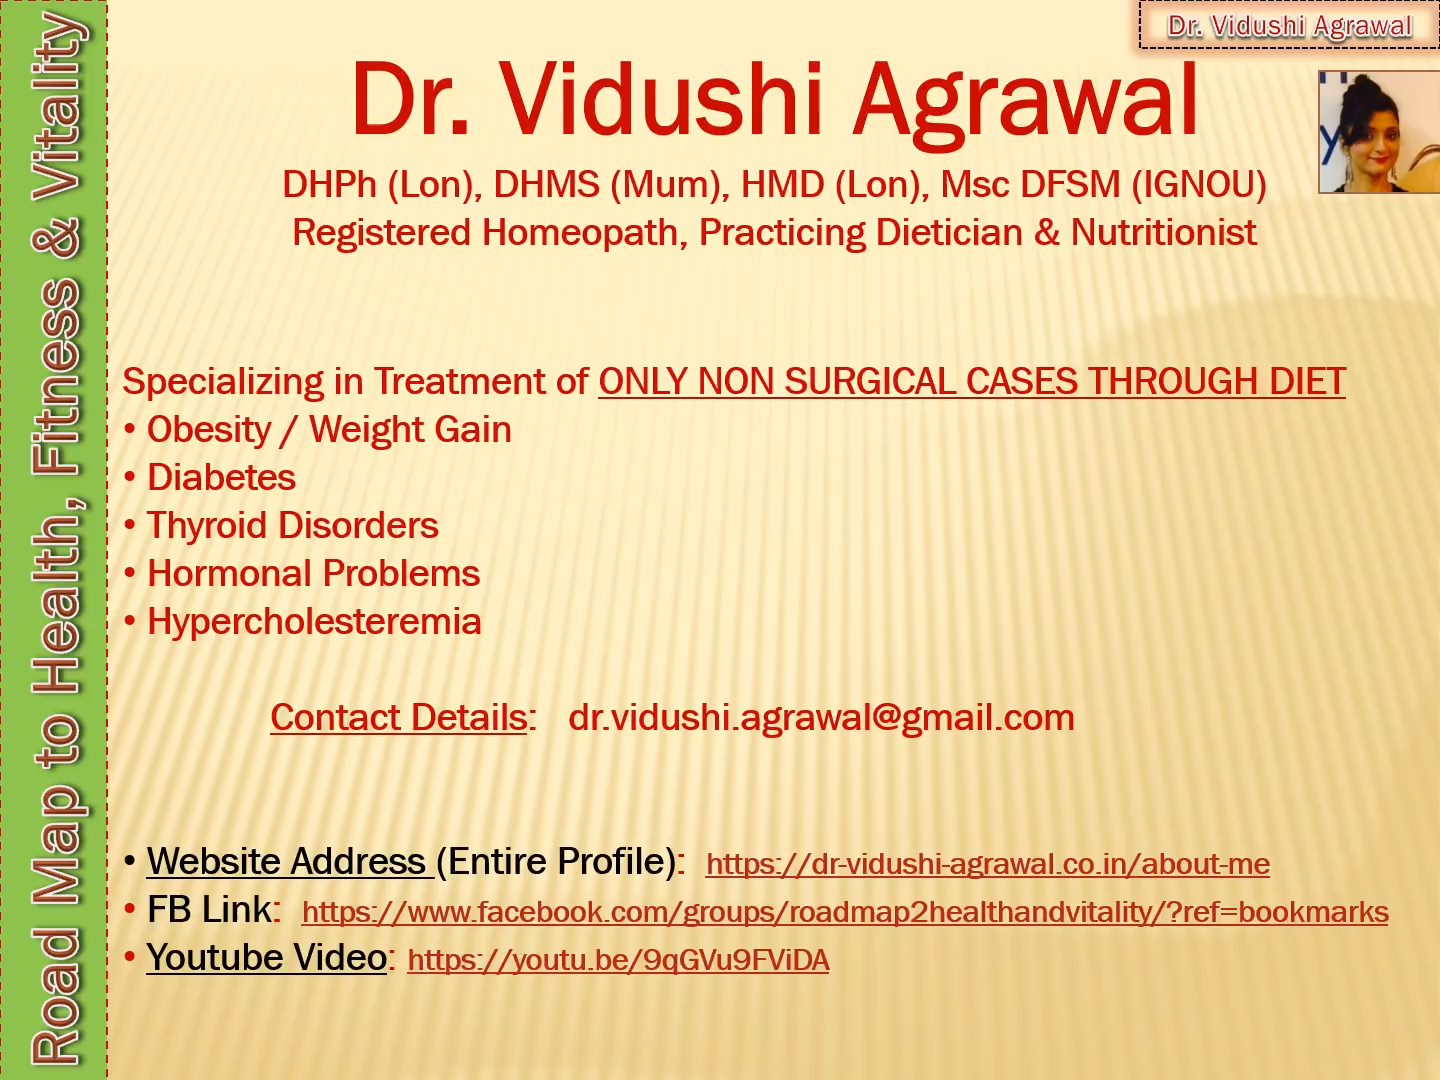 Road Map to Health, Fitness & Vitality
Dr. Vidushi Agrawal
Dr. Vidushi Agrawal
DHPh (Lon), DHMS (Mum), HMD (Lon), Msc DFSM (IGNOU)
Registered Homeopath, Practicing Dietician & Nutritionist
Specializing in Treatment of ONLY NON SURGICAL CASES THROUGH DIET
• Obesity / Weight Gain
• Diabetes
• Thyroid Disorders
• Hormonal Problems
• Hypercholesteremia
Contact Details: dr.vidushi.agrawal@gmail.com
• Website Address (Entire Profile): https://dr-vidushi-agrawal.co.in/about-me
• FB Link: https://www.facebook.com/groups/roadmap2healthandvitality/?ref=bookmarks
• Youtube Video: https://youtu.be/9qGVu9FViDA